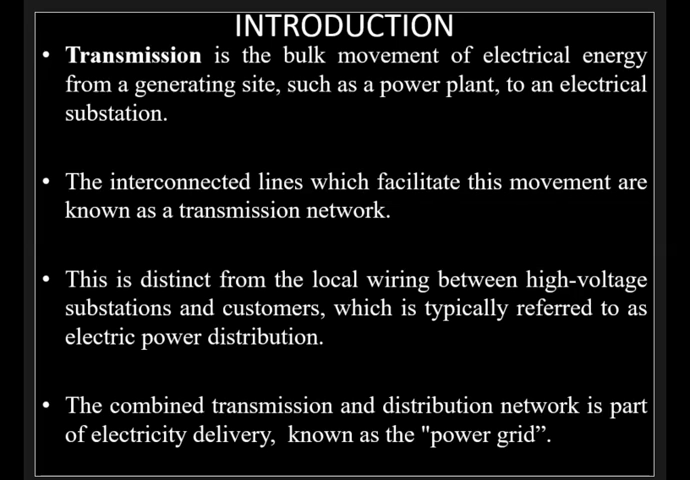 INTRODUCTION
• Transmission is the bulk movement of electrical energy
from a generating site, such as a power plant, to an electrical
substation.
• The interconnected lines which facilitate this movement are
known as a transmission network.
• This is distinct from the local wiring between high-voltage
substations and customers, which is typically referred to as
electric power distribution.
• The combined transmission and distribution network is part
of electricity delivery,  known as the "power grid”.